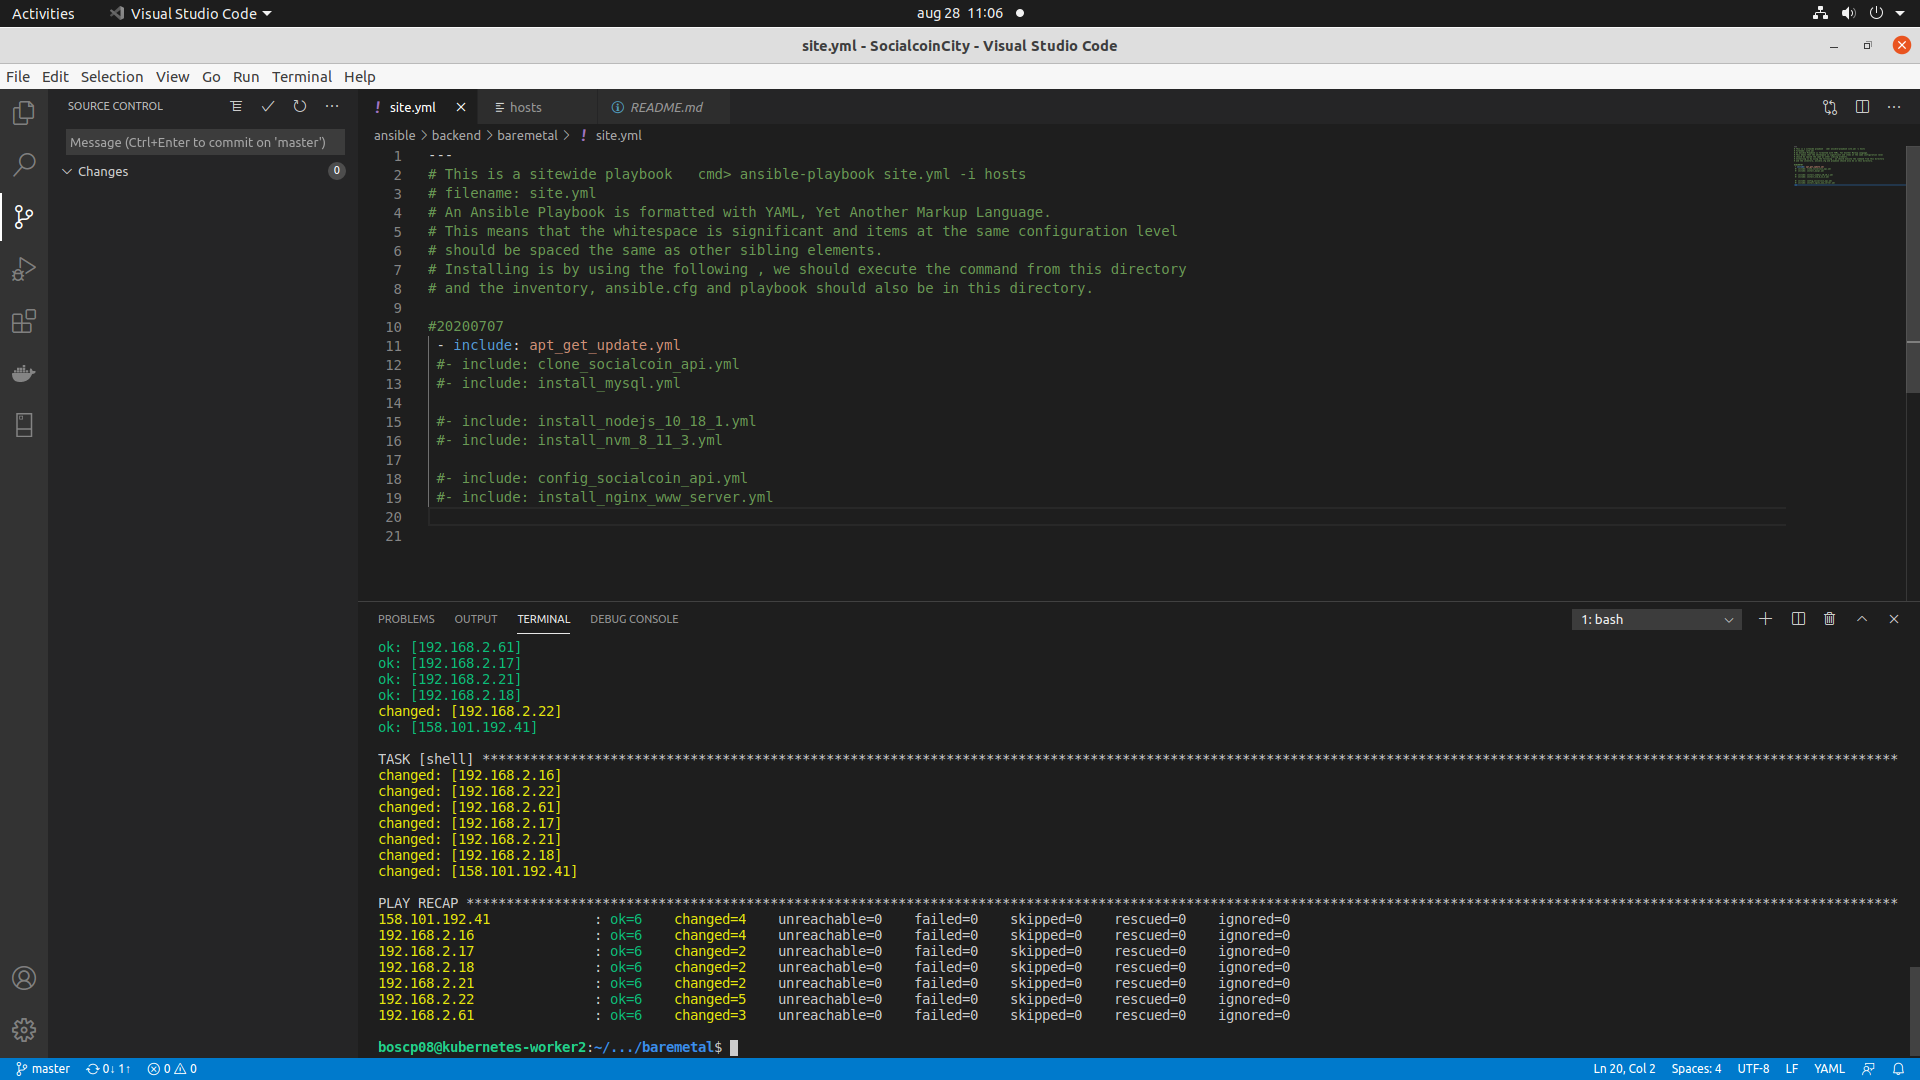 Activities Visual Studio Code aug 28 11:06
site.yml - SocialcoinCity - Visual Studio Code
File Edit Selection View Go Run Terminal Help
SOURCE CONTROL
Message (Ctrl+Enter to commit on 'master')
Changes 0
site.yml hosts README.md
ansible > backend > baremetal > ! site.yml
1 ---
2 # This is a sitewide playbook   cmd> ansible-playbook site.yml -i hosts
3 # filename: site.yml
4 # An Ansible Playbook is formatted with YAML, Yet Another Markup Language.
5 # This means that the whitespace is significant and items at the same configuration level
6 # should be spaced the same as other sibling elements.
7 # Installing is by using the following , we should execute the command from this directory
8 # and the inventory, ansible.cfg and playbook should also be in this directory.
9
10 #20200707
11 - include: apt_get_update.yml
12 #- include: clone_socialcoin_api.yml
13 #- include: install_mysql.yml
14
15 #- include: install_nodejs_10_18_1.yml
16 #- include: install_nvm_8_11_3.yml
17
18 #- include: config_socialcoin_api.yml
19 #- include: install_nginx_www_server.yml
20
21
PROBLEMS OUTPUT TERMINAL DEBUG CONSOLE 1: bash
ok: [192.168.2.61]
ok: [192.168.2.17]
ok: [192.168.2.21]
ok: [192.168.2.18]
changed: [192.168.2.22]
ok: [158.101.192.41]
TASK [shell] ****************************************************************************************************************************************************************************
changed: [192.168.2.16]
changed: [192.168.2.22]
changed: [192.168.2.61]
changed: [192.168.2.17]
changed: [192.168.2.21]
changed: [192.168.2.18]
changed: [158.101.192.41]
PLAY RECAP ******************************************************************************************************************************************************************************
158.101.192.41 : ok=6 changed=4 unreachable=0 failed=0 skipped=0 rescued=0 ignored=0
192.168.2.16 : ok=6 changed=4 unreachable=0 failed=0 skipped=0 rescued=0 ignored=0
192.168.2.17 : ok=6 changed=2 unreachable=0 failed=0 skipped=0 rescued=0 ignored=0
192.168.2.18 : ok=6 changed=2 unreachable=0 failed=0 skipped=0 rescued=0 ignored=0
192.168.2.21 : ok=6 changed=2 unreachable=0 failed=0 skipped=0 rescued=0 ignored=0
192.168.2.22 : ok=6 changed=5 unreachable=0 failed=0 skipped=0 rescued=0 ignored=0
192.168.2.61 : ok=6 changed=3 unreachable=0 failed=0 skipped=0 rescued=0 ignored=0
boscp08@kubernetes-worker2:~/.../baremetal$
master 0↓ 1↑ 0 0 Ln 20, Col 2 Spaces: 4 UTF-8 LF YAML